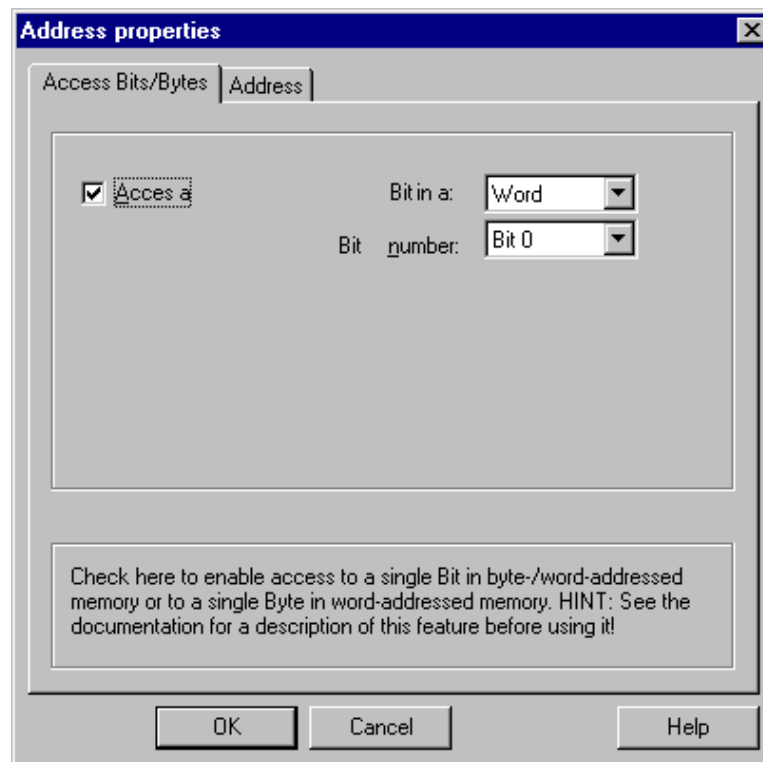 Address properties
Access Bits/Bytes Address
Acces a Bit in a: Word
Bit number: Bit 0
Check here to enable access to a single Bit in byte-/word-addressed
memory or to a single Byte in word-addressed memory. HINT: See the
documentation for a description of this feature before using it!
OK Cancel Help